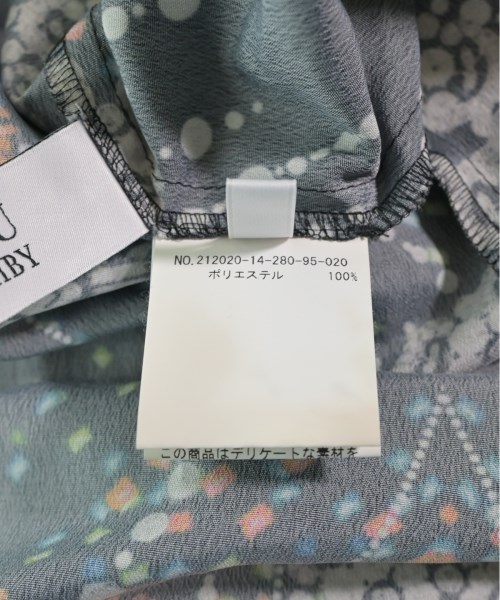 U
IBY
NO.212020-14-280-95-020
ポリエステル 100%
この商品はデリケートな素材を